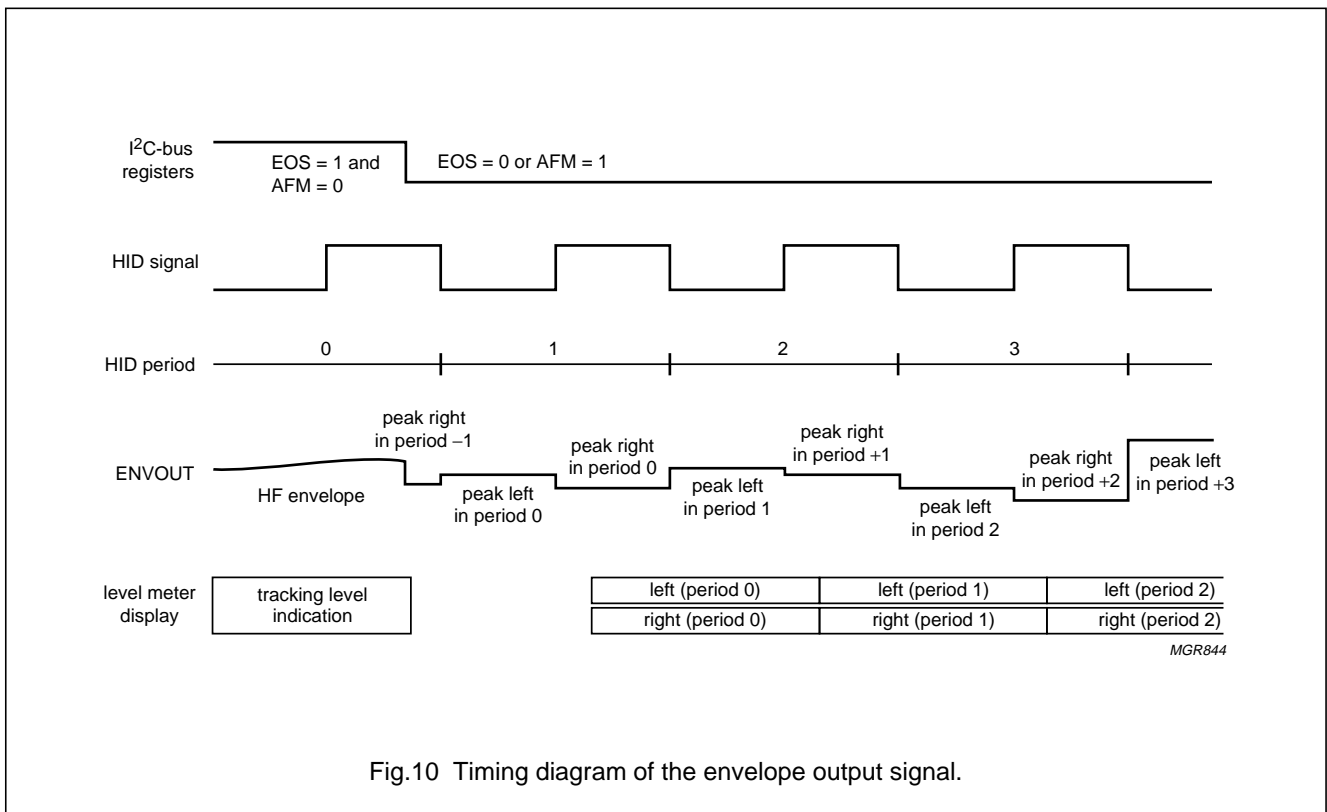 I²C-bus
registers
EOS = 1 and
AFM = 0
EOS = 0 or AFM = 1
HID signal
HID period
0
1
2
3
ENVOUT
HF envelope
peak right
in period −1
peak left
in period 0
peak right
in period 0
peak left
in period 1
peak right
in period +1
peak left
in period 2
peak right
in period +2
peak left
in period +3
level meter
display
tracking level
indication
left (period 0)
left (period 1)
left (period 2)
right (period 0)
right (period 1)
right (period 2)
MGR844
Fig.10 Timing diagram of the envelope output signal.